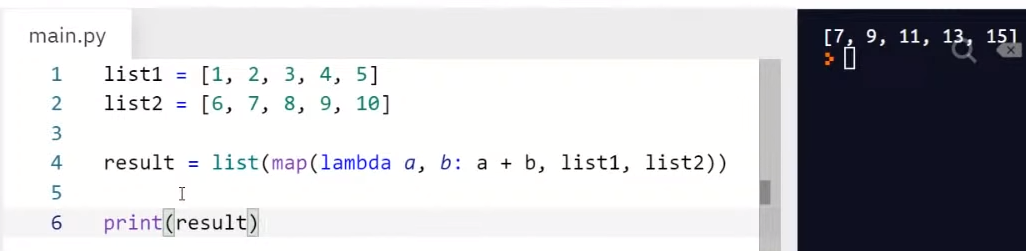 main.py
1 list1 = [1, 2, 3, 4, 5]
2 list2 = [6, 7, 8, 9, 10]
3
4 result = list(map(lambda a, b: a + b, list1, list2))
5
6 print(result)
[7, 9, 11, 13, 15]
>